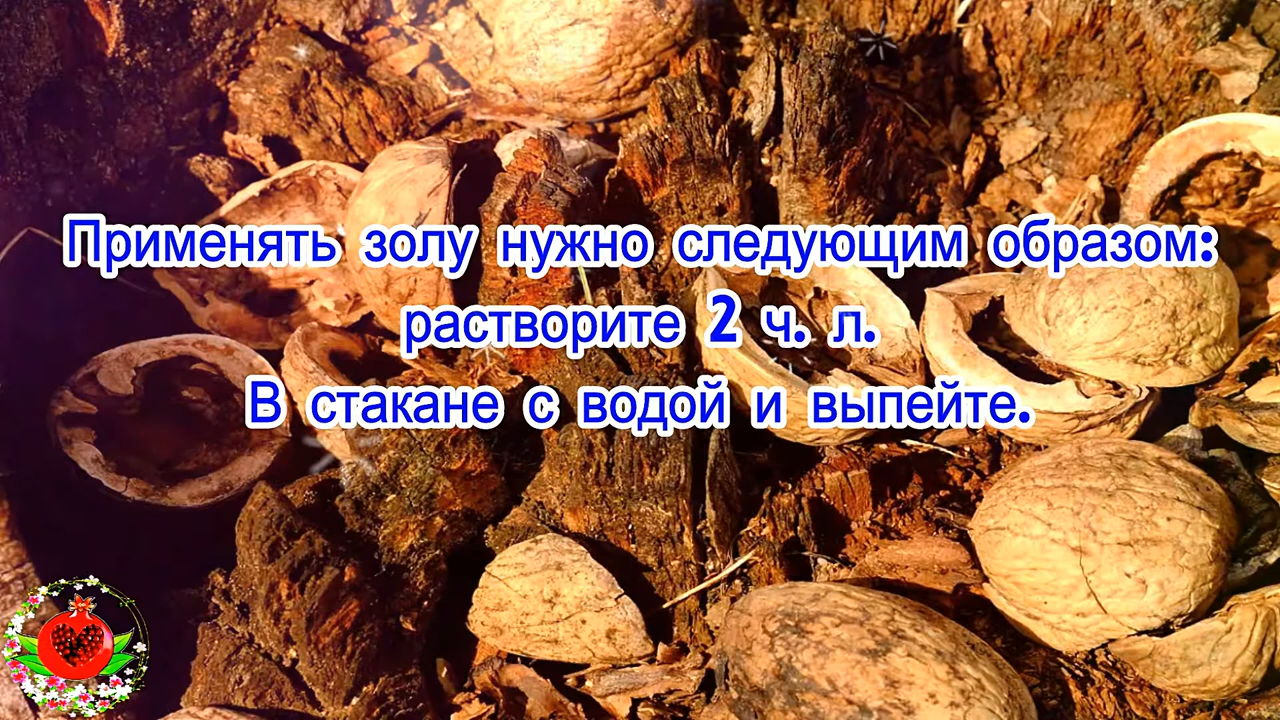 Применять золу нужно следующим образом:
растворите 2 ч. л.
В стакане с водой и выпейте.